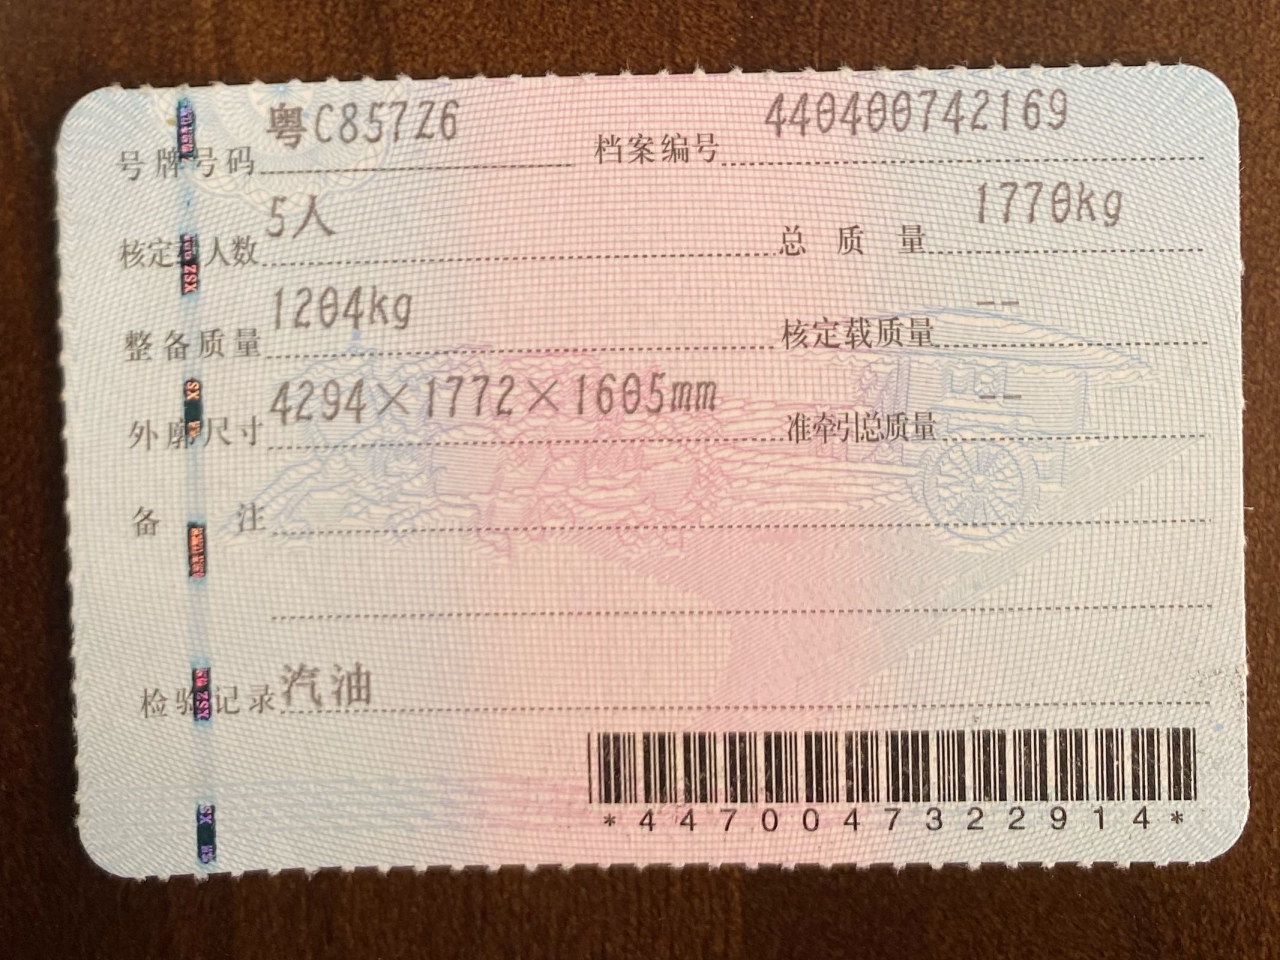 号牌号码 粤C857Z6 档案编号 440400742169
核定载人数 5人 总质量 1770kg
整备质量 1204kg 核定载质量 --
外廓尺寸 4294×1772×1605mm 准牵引总质量 --
备注
检验记录 汽油
*4470047322914*